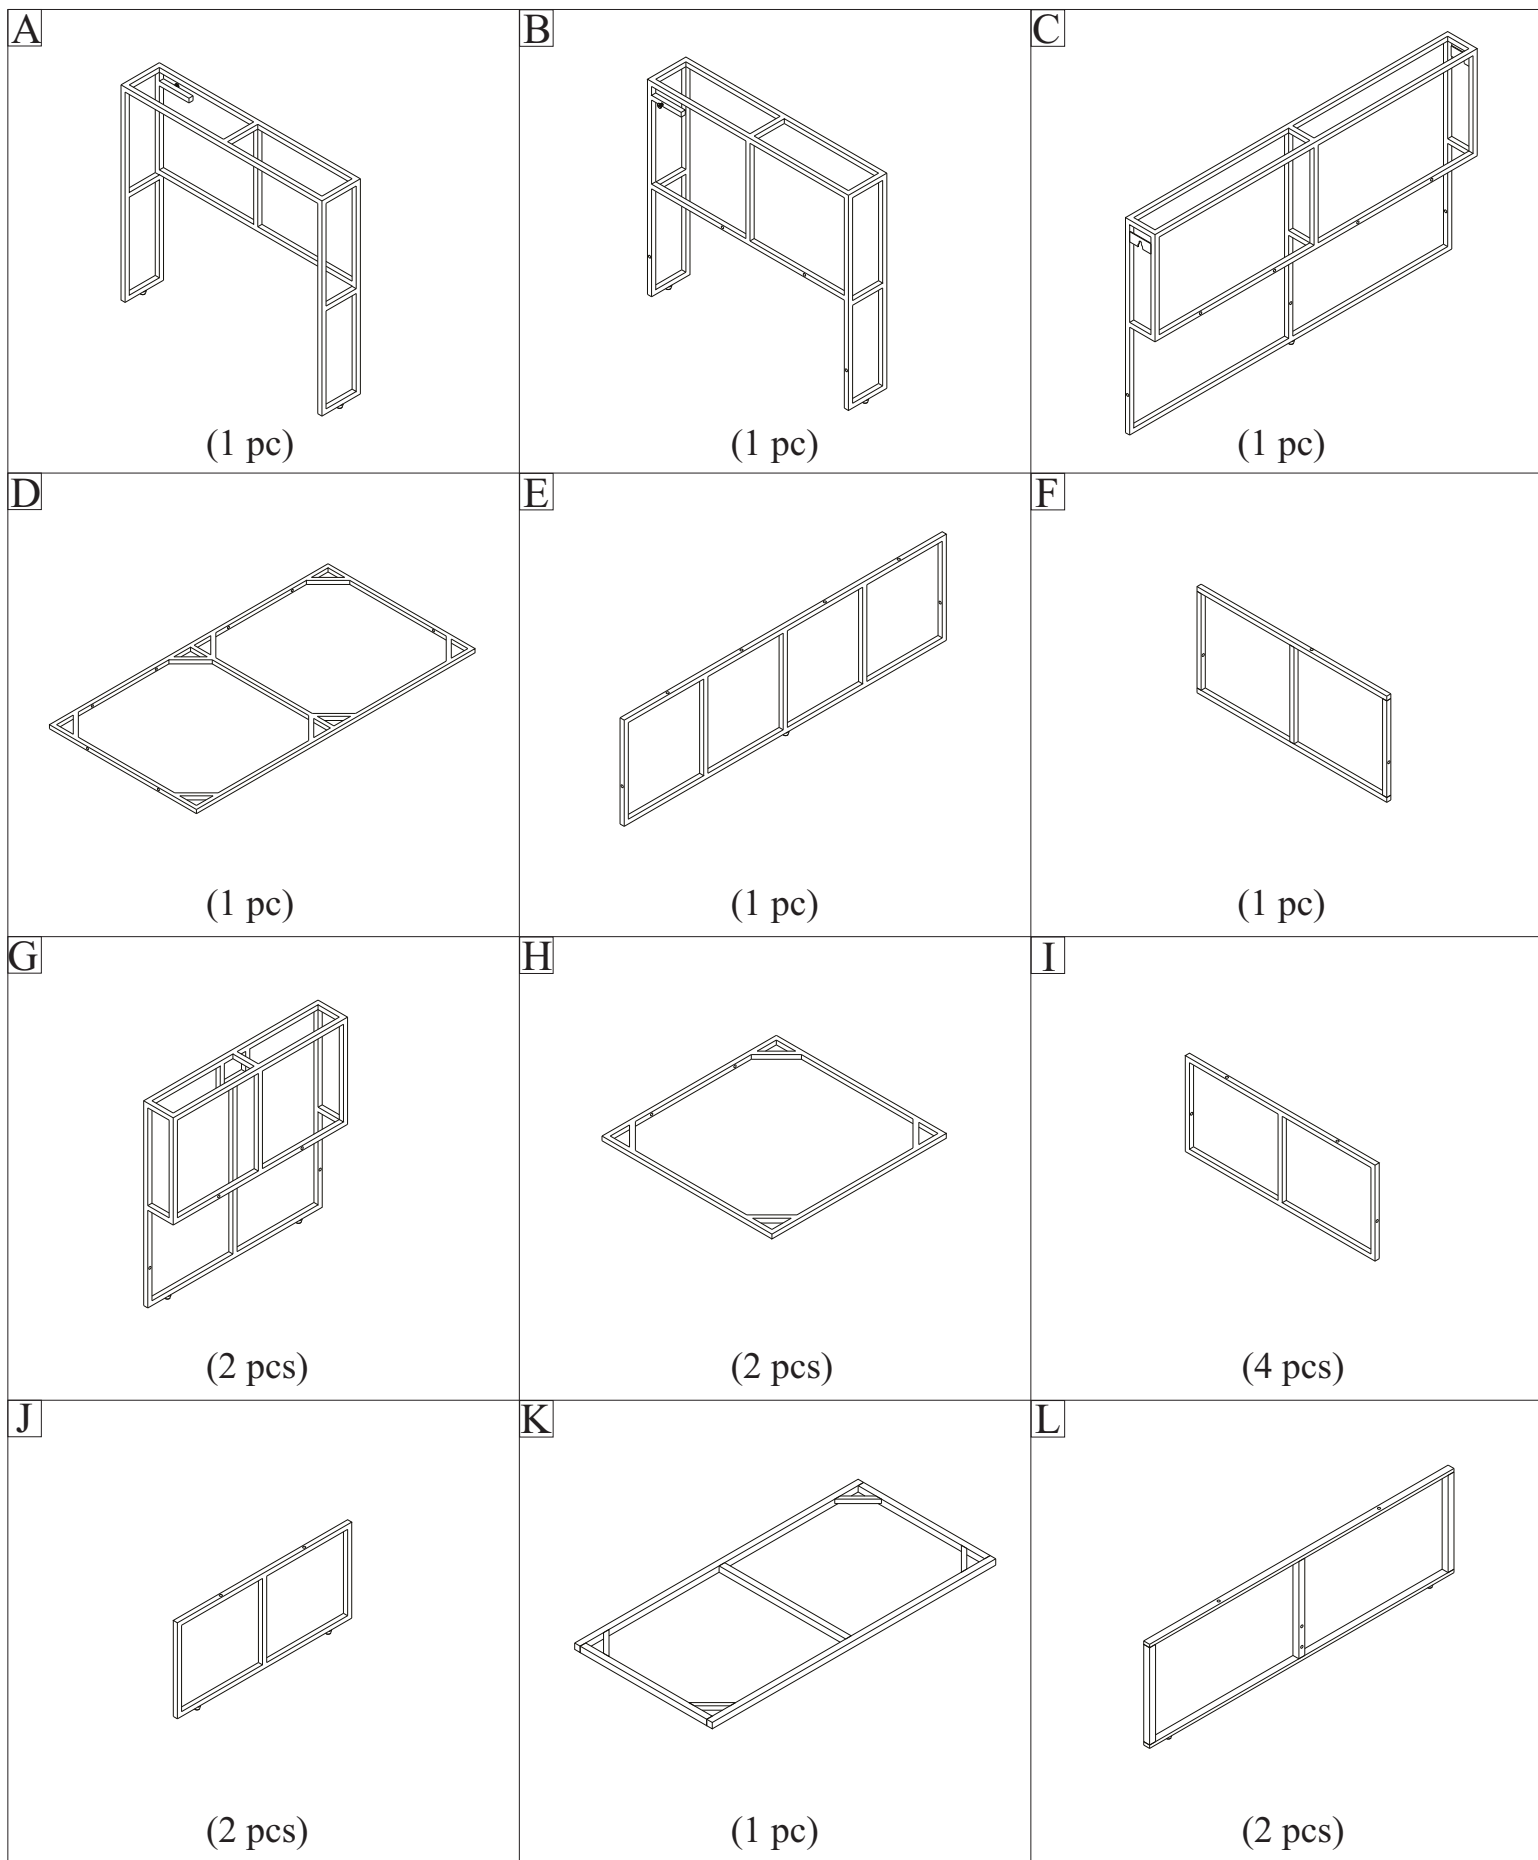 A
B
C
(1 pc)
(1 pc)
(1 pc)
D
E
F
(1 pc)
(1 pc)
(1 pc)
G
H
I
(2 pcs)
(2 pcs)
(4 pcs)
J
K
L
(2 pcs)
(1 pc)
(2 pcs)